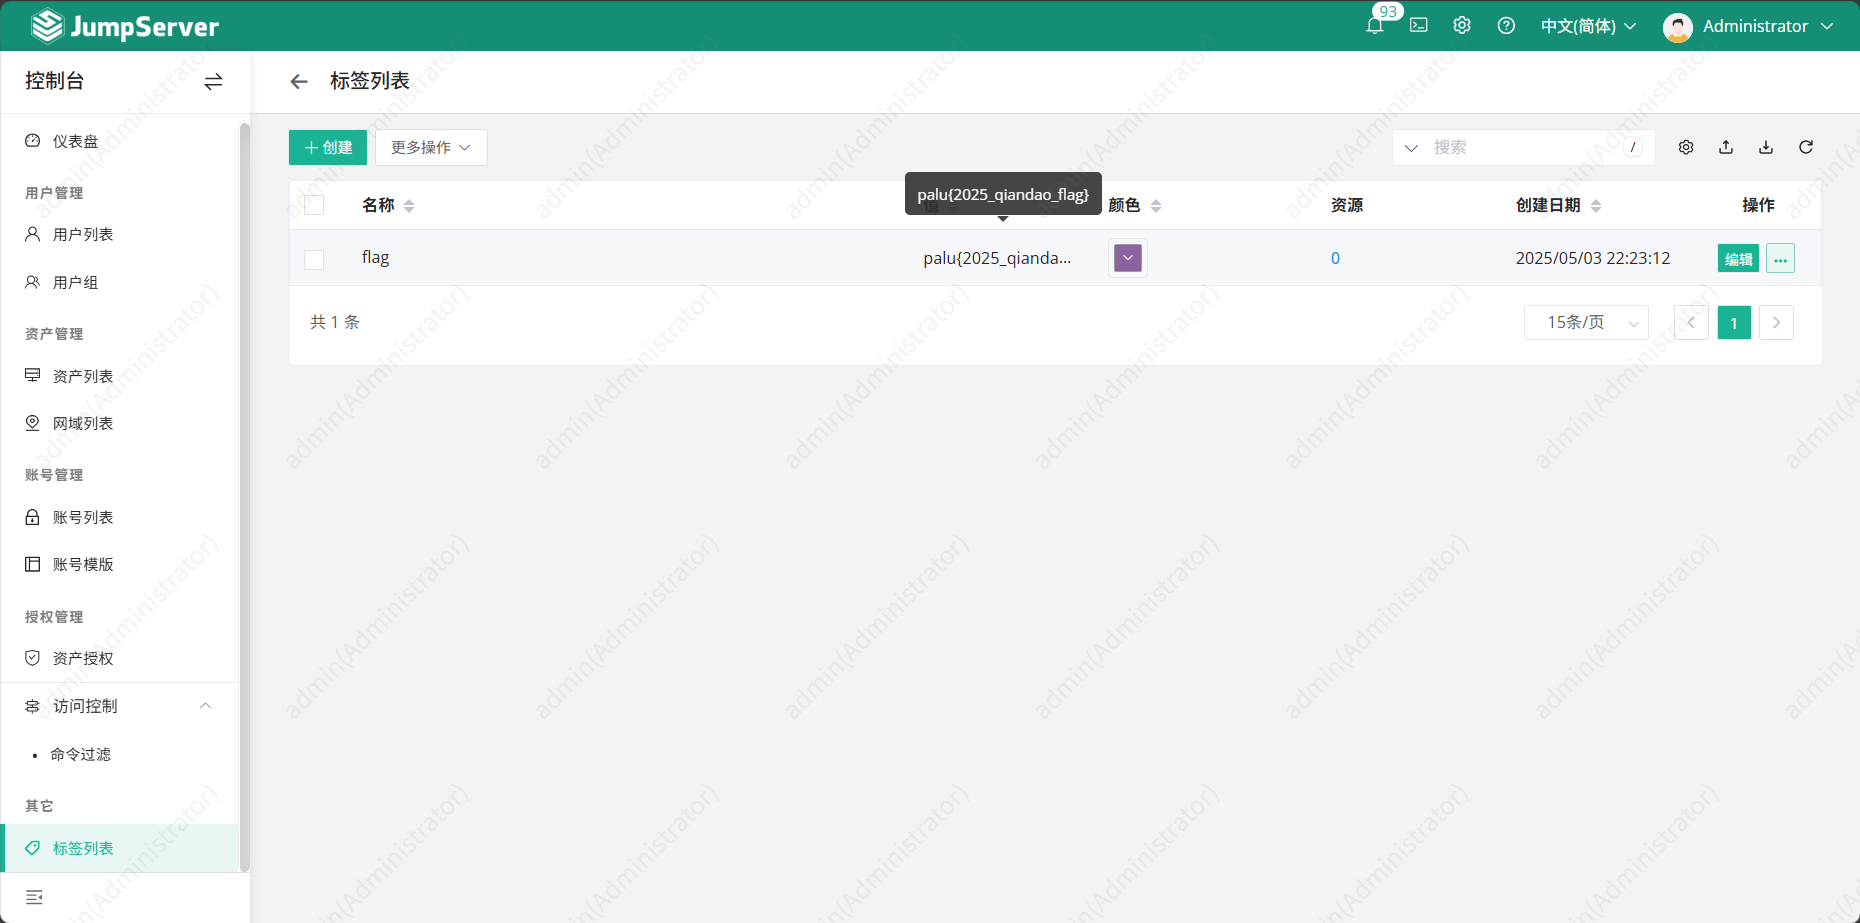 JumpServer
93
中文(简体)
Administrator
控制台
标签列表
仪表盘
用户管理
用户列表
用户组
资产管理
资产列表
网域列表
账号管理
账号列表
账号模版
授权管理
资产授权
访问控制
命令过滤
其它
标签列表
创建
更多操作
搜索
/
palu{2025_qiandao_flag}
名称
值
颜色
资源
创建日期
操作
flag
palu{2025_qianda...
0
2025/05/03 22:23:12
编辑
...
共 1 条
15条/页
1
admin(Administrator)